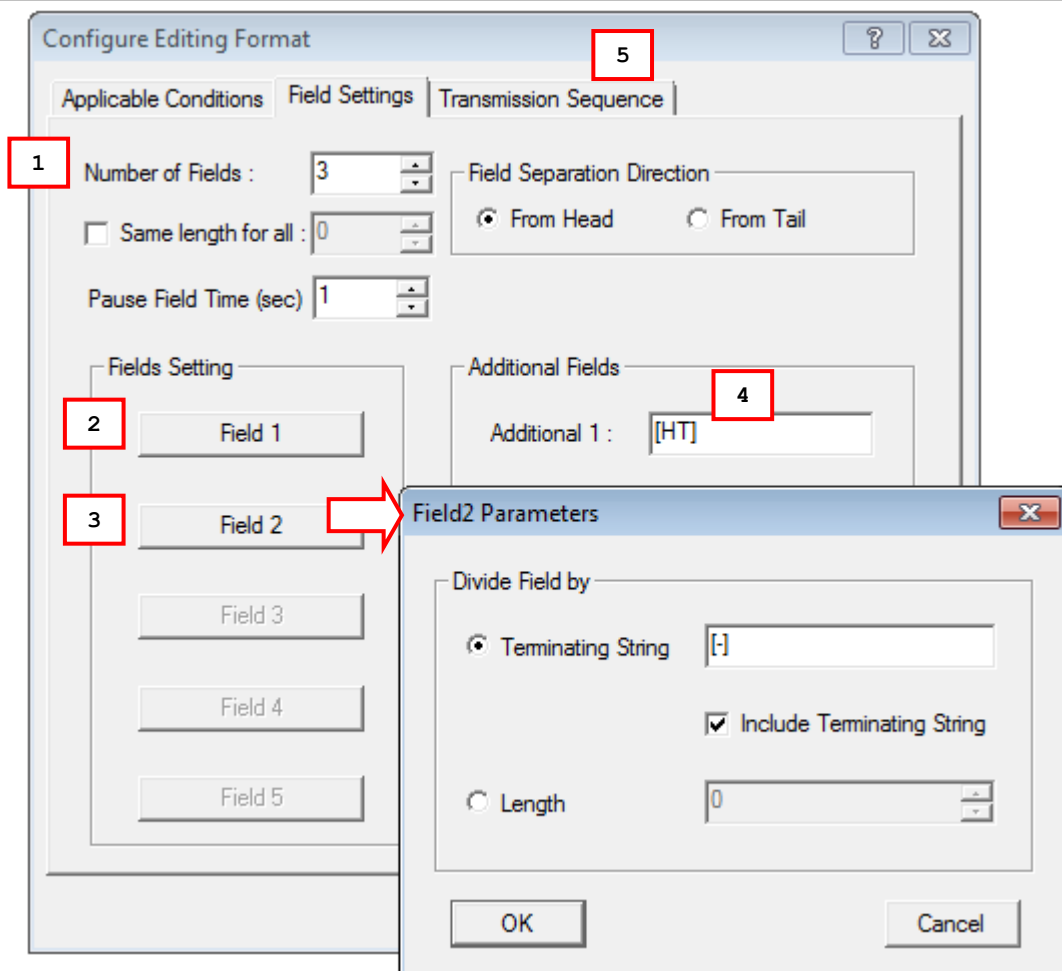 Configure Editing Format
5
Applicable Conditions Field Settings Transmission Sequence
1
Number of Fields : 3
Field Separation Direction
Same length for all : 0
From Head From Tail
Pause Field Time (sec) 1
Fields Setting
Additional Fields
2
Field 1
4
Additional 1 : [HT]
3
Field 2
Field2 Parameters
Divide Field by
Field 3
Terminating String [-]
Field 4
Include Terminating String
Field 5
Length 0
OK Cancel